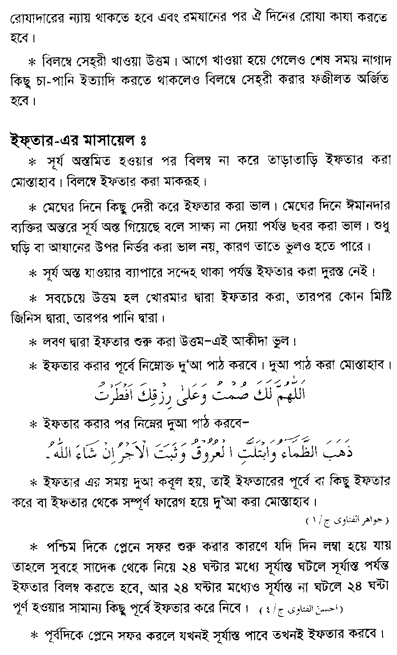 রোযাদারের ন্যায় থাকতে হবে এবং রমযানের পর ঐ দিনের রোযা কাযা করতে
হবে।
* বিলম্বে সেহ্‌রী খাওয়া উত্তম। আগে খাওয়া হয়ে গেলেও শেষ সময় নাগাদ
কিছু চা-পানি ইত্যাদি করতে থাকলেও বিলম্বে সেহ্‌রী করার ফজীলত অর্জিত
হবে।
ইফ্‌তার-এর মাসায়েল ঃ
* সূর্য অস্তমিত হওয়ার পর বিলম্ব না করে তাড়াতাড়ি ইফতার করা
মোস্তাহাব। বিলম্বে ইফতার করা মাকরূহ।
* মেঘের দিনে কিছু দেরী করে ইফতার করা ভাল। মেঘের দিনে ঈমানদার
ব্যক্তির অন্তরে সূর্য অস্ত গিয়েছে বলে সাক্ষ্য না দেয়া পর্যন্ত ছবর করা ভাল। শুধু
ঘড়ি বা আযানের উপর নির্ভর করা ভাল নয়, কারণ তাতে ভুলও হতে পারে।
* সূর্য অস্ত যাওয়ার ব্যাপারে সন্দেহ থাকা পর্যন্ত ইফতার করা দুরস্ত নেই।
* সবচেয়ে উত্তম হল খোরমার দ্বারা ইফতার করা, তারপর কোন মিষ্টি
জিনিস দ্বারা, তারপর পানি দ্বারা।
* লবণ দ্বারা ইফতার শুরু করা উত্তম-এই আকীদা ভুল।
* ইফতার করার পূর্বে নিম্নোক্ত দু‘আ পাঠ করবে। দুআ পাঠ করা মোস্তাহাব।
اَللّٰهُمَّ لَكَ صُمْتُ وَعَلٰى رِزْقِكَ اَفْطَرْتُ
* ইফতার করার পর নিম্নের দুআ পাঠ করবে-
ذَهَبَ الظَّمَاءُ وَابْتَلَّتِ الْعُرُوْقُ وَثَبَتَ الْاَجْرُ اِنْ شَاءَ اللهُ ـ
* ইফতার এর সময় দুআ কবূল হয়, তাই ইফতারের পূর্বে বা কিছু ইফতার
করে বা ইফতার থেকে সম্পূর্ণ ফারেগ হয়ে দু‘আ করা মোস্তাহাব।
(جواهر الفتاوى ج/١)
* পশ্চিম দিকে প্লেনে সফর শুরু করার কারণে যদি দিন লম্বা হয়ে যায়
তাহলে সুবহে সাদেক থেকে নিয়ে ২৪ ঘন্টার মধ্যে সূর্যাস্ত ঘটলে সূর্যাস্ত পর্যন্ত
ইফতার বিলম্ব করতে হবে, আর ২৪ ঘন্টার মধ্যেও সূর্যাস্ত না ঘটলে ২৪ ঘন্টা
পূর্ণ হওয়ার সামান্য কিছু পূর্বে ইফতার করে নিবে। (احسن الفتاوى ج/٤)
* পূর্বদিকে প্লেনে সফর করলে যখনই সূর্যাস্ত পাবে তখনই ইফতার করবে।